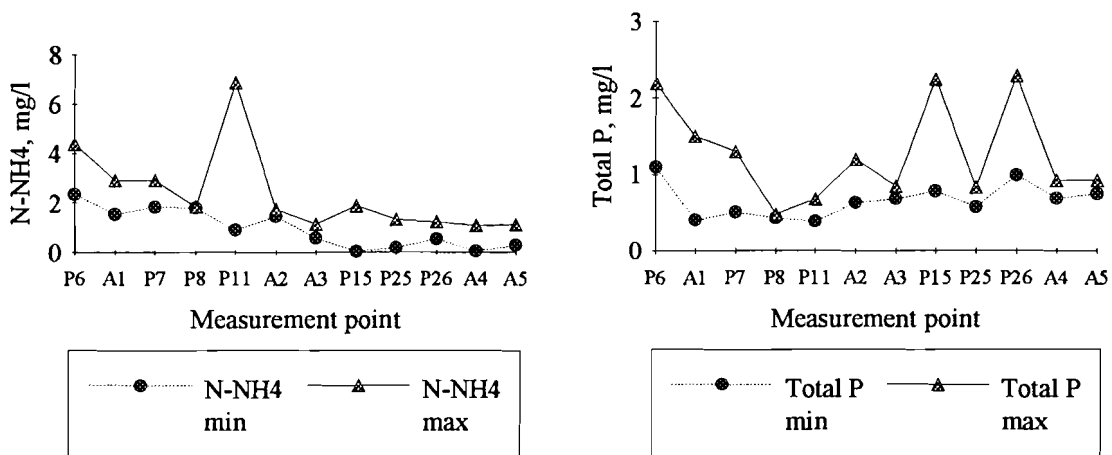 N-NH4, mg/l
8
6
4
2
0
P6 A1 P7 P8 P11 A2 A3 P15 P25 P26 A4 A5
Measurement point
N-NH4 min
N-NH4 max
Total P, mg/l
3
2
1
0
P6 A1 P7 P8 P11 A2 A3 P15 P25 P26 A4 A5
Measurement point
Total P min
Total P max